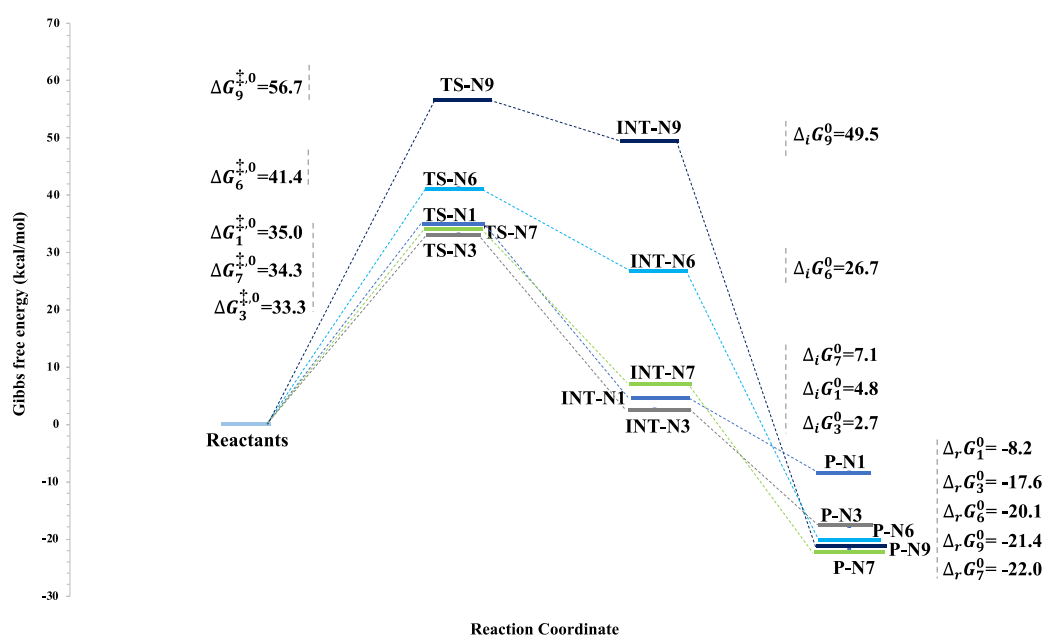 70
60
50
40
30
20
10
0
-10
-20
-30
Gibbs free energy (kcal/mol)
Reaction Coordinate
ΔG₉‡,0=56.7
ΔG₆‡,0=41.4
ΔG₁‡,0=35.0
ΔG₇‡,0=34.3
ΔG₃‡,0=33.3
Reactants
TS-N9
TS-N6
TS-N1
TS-N7
TS-N3
INT-N9
INT-N6
INT-N7
INT-N1
INT-N3
P-N1
P-N3
P-N6
P-N9
P-N7
ΔᵢG₉⁰=49.5
ΔᵢG₆⁰=26.7
ΔᵢG₇⁰=7.1
ΔᵢG₁⁰=4.8
ΔᵢG₃⁰=2.7
ΔᵣG₁⁰= -8.2
ΔᵣG₃⁰= -17.6
ΔᵣG₆⁰= -20.1
ΔᵣG₉⁰= -21.4
ΔᵣG₇⁰= -22.0